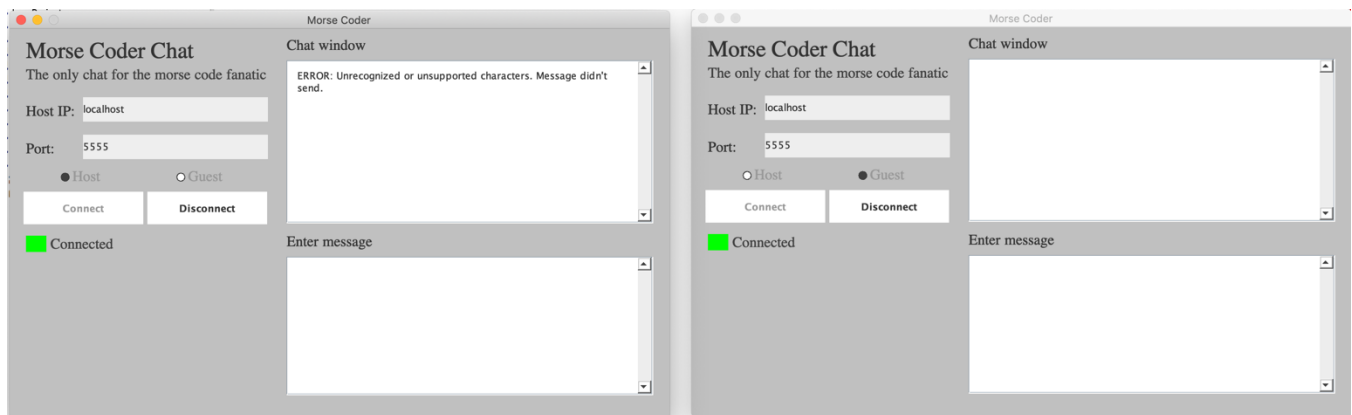 Morse Coder
Morse Coder Chat
The only chat for the morse code fanatic
Host IP: localhost
Port: 5555
Host Guest
Connect Disconnect
Connected
Chat window
ERROR: Unrecognized or unsupported characters. Message didn't
send.
Enter message
Morse Coder
Morse Coder Chat
The only chat for the morse code fanatic
Host IP: localhost
Port: 5555
Host Guest
Connect Disconnect
Connected
Chat window
Enter message